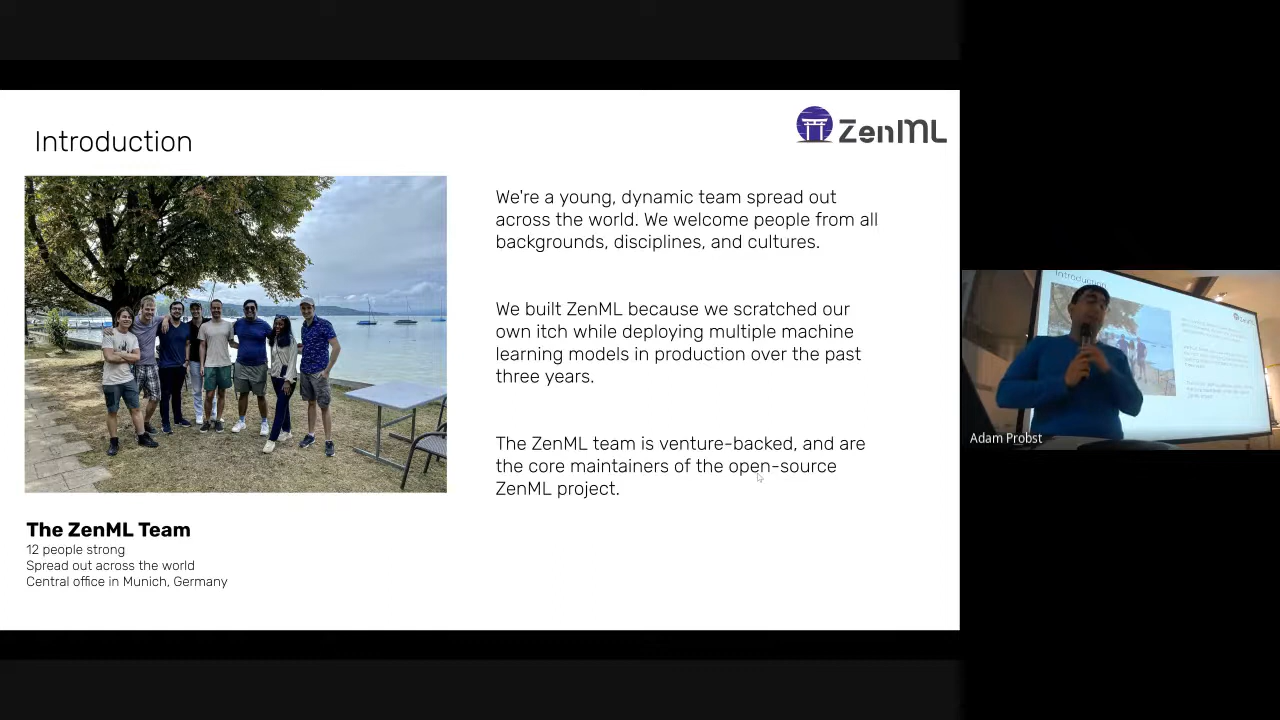 Introduction
ZenML
We're a young, dynamic team spread out
across the world. We welcome people from all
backgrounds, disciplines, and cultures.
We built ZenML because we scratched our
own itch while deploying multiple machine
learning models in production over the past
three years.
The ZenML team is venture-backed, and are
the core maintainers of the open-source
ZenML project.
The ZenML Team
12 people strong
Spread out across the world
Central office in Munich, Germany
Introduction
ZenML
Adam Probst